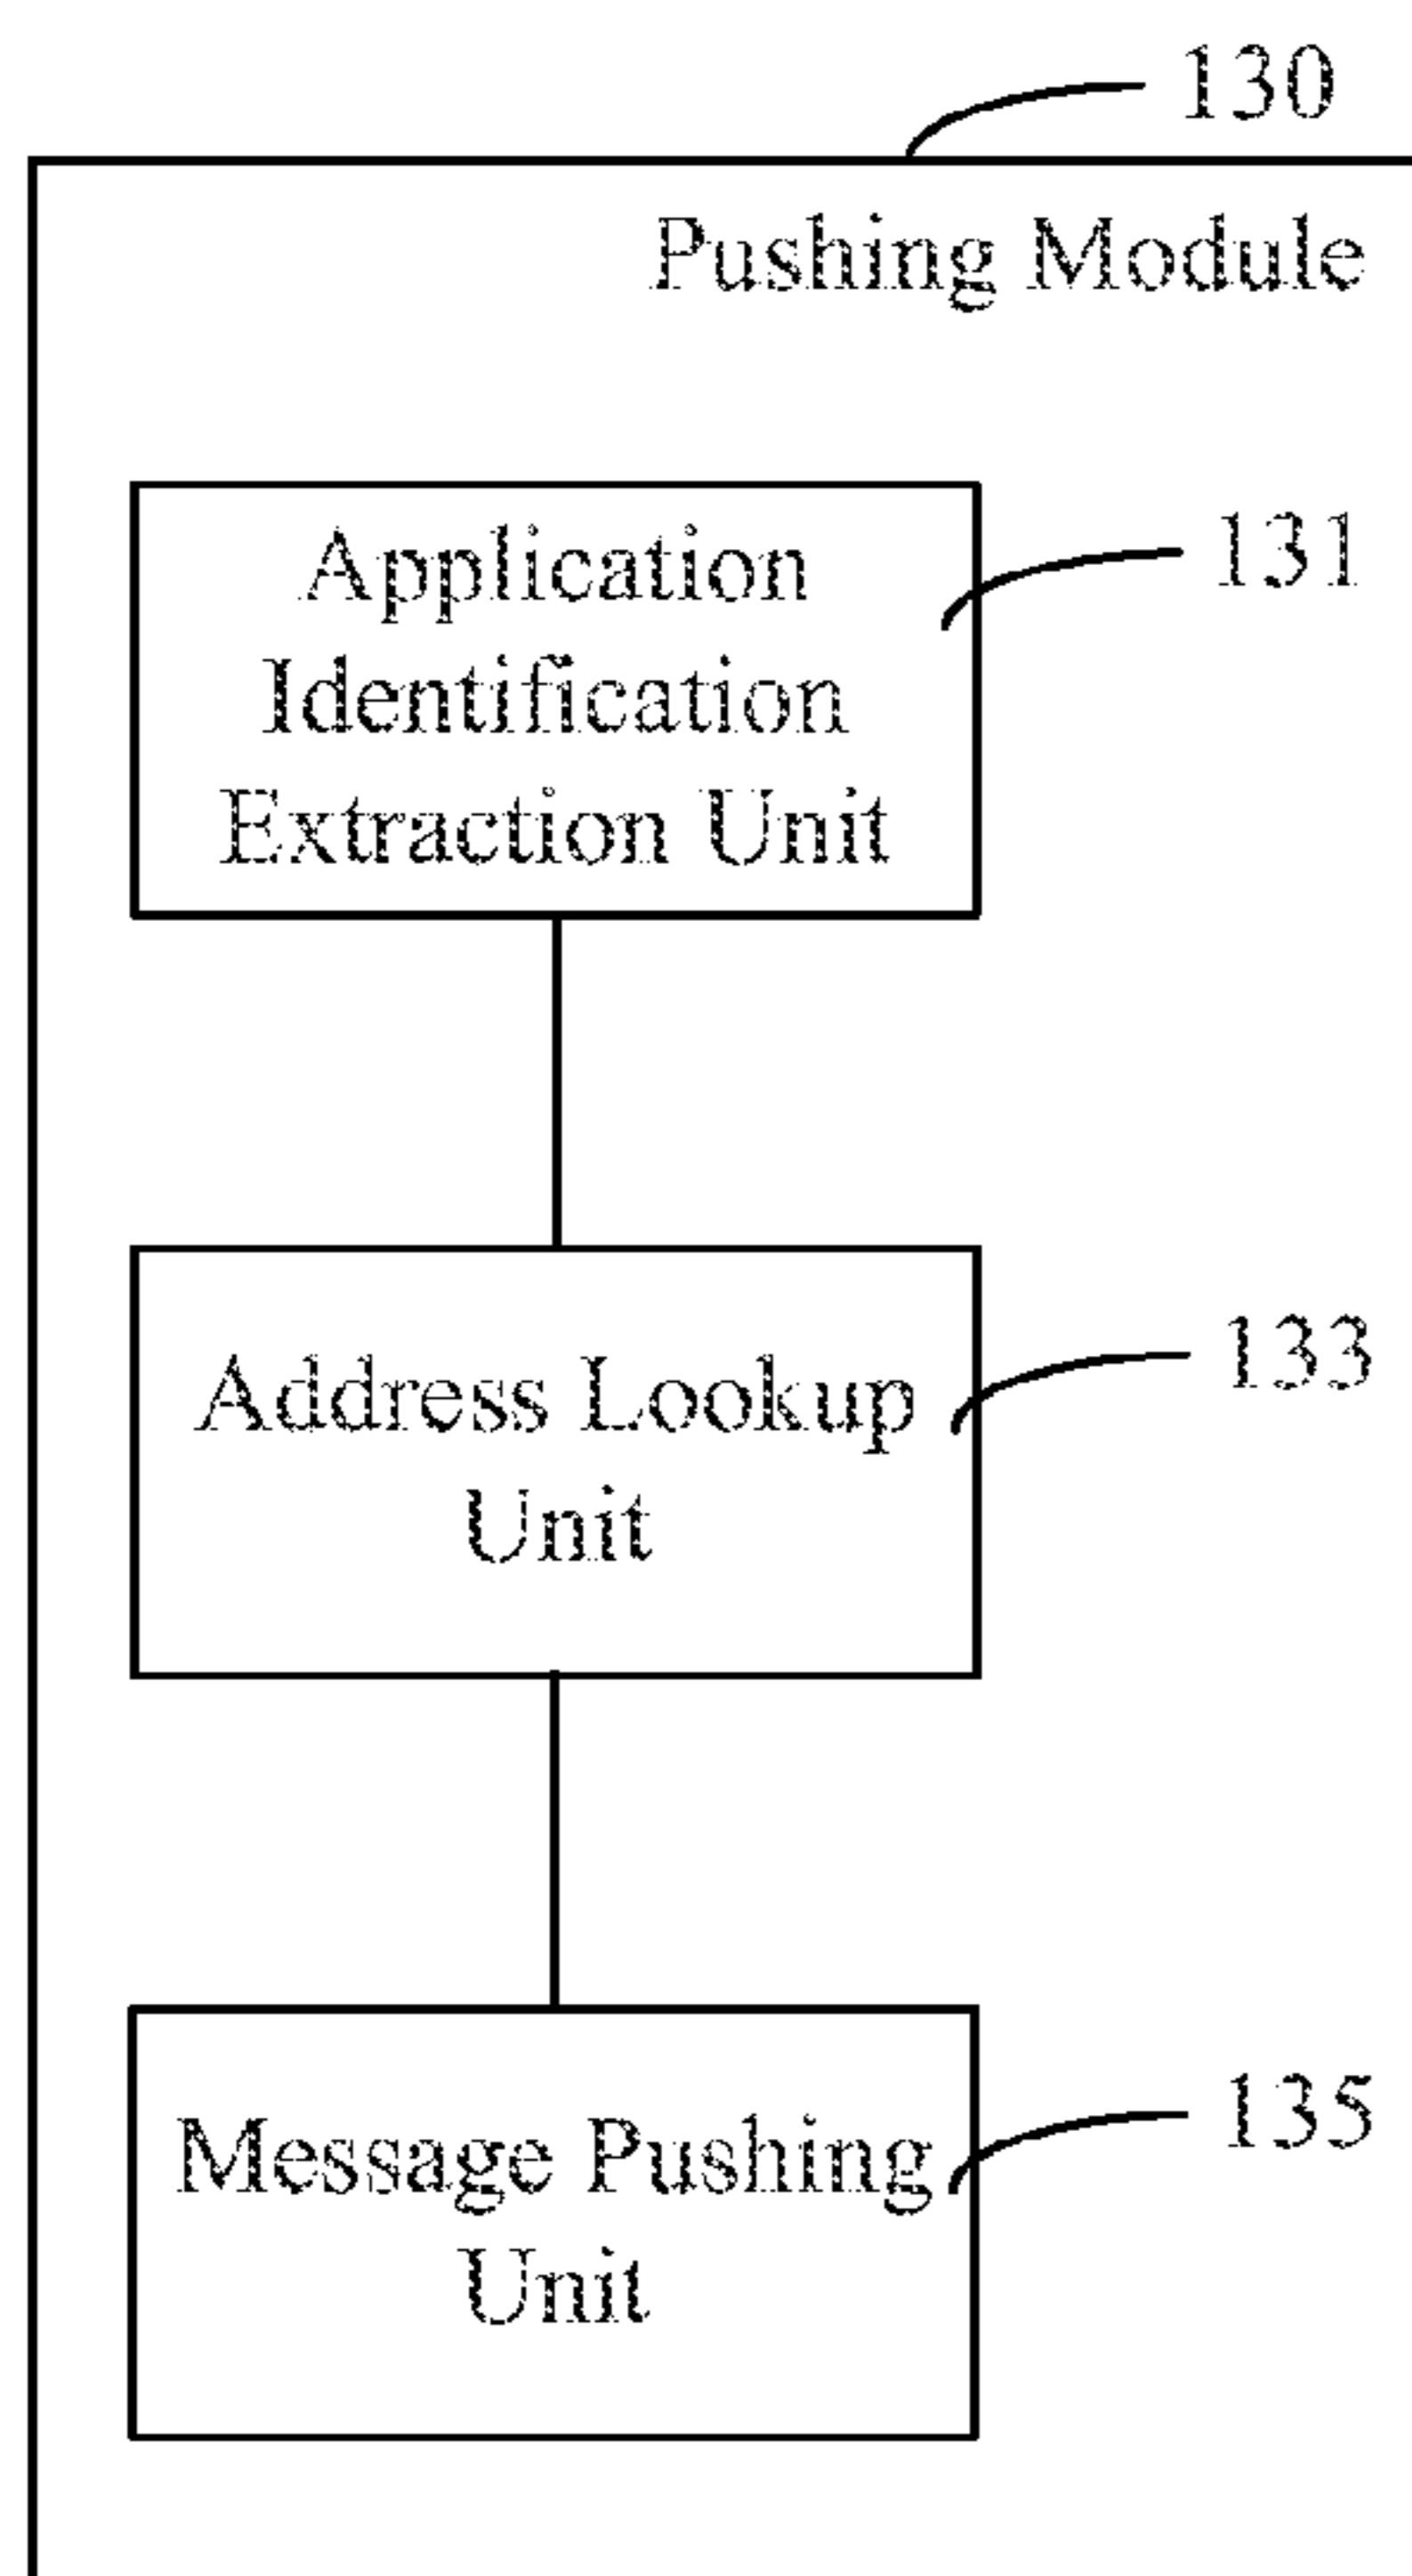 130
Pushing Module
Application
Identification
Extraction Unit
131
Address Lookup
Unit
133
Message Pushing
Unit
135